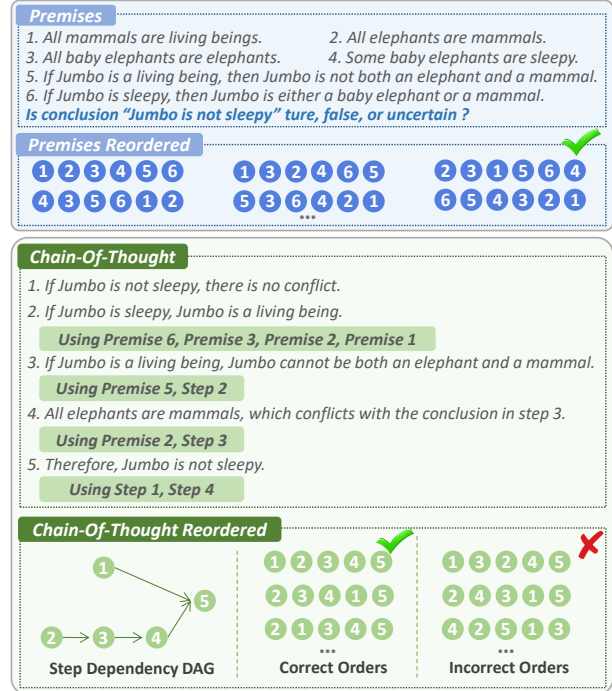 Premises
1. All mammals are living beings. 2. All elephants are mammals.
3. All baby elephants are elephants. 4. Some baby elephants are sleepy.
5. If Jumbo is a living being, then Jumbo is not both an elephant and a mammal.
6. If Jumbo is sleepy, then Jumbo is either a baby elephant or a mammal.
Is conclusion “Jumbo is not sleepy” ture, false, or uncertain ?
Premises Reordered
1 2 3 4 5 6 1 3 2 4 6 5 2 3 1 5 6 4
4 3 5 6 1 2 5 3 6 4 2 1 6 5 4 3 2 1
...
Chain-Of-Thought
1. If Jumbo is not sleepy, there is no conflict.
2. If Jumbo is sleepy, Jumbo is a living being.
Using Premise 6, Premise 3, Premise 2, Premise 1
3. If Jumbo is a living being, Jumbo cannot be both an elephant and a mammal.
Using Premise 5, Step 2
4. All elephants are mammals, which conflicts with the conclusion in step 3.
Using Premise 2, Step 3
5. Therefore, Jumbo is not sleepy.
Using Step 1, Step 4
Chain-Of-Thought Reordered
1
5
2 3 4
Step Dependency DAG
1 2 3 4 5
2 3 4 1 5
2 1 3 4 5
...
Correct Orders
1 3 2 4 5
2 4 3 1 5
4 2 5 1 3
...
Incorrect Orders